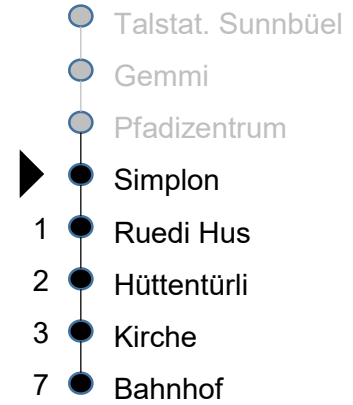 Talstat. Sunnbüel
Gemmi
Pfadizentrum
Simplon
1 Ruedi Hus
2 Hüttentürli
3 Kirche
7 Bahnhof